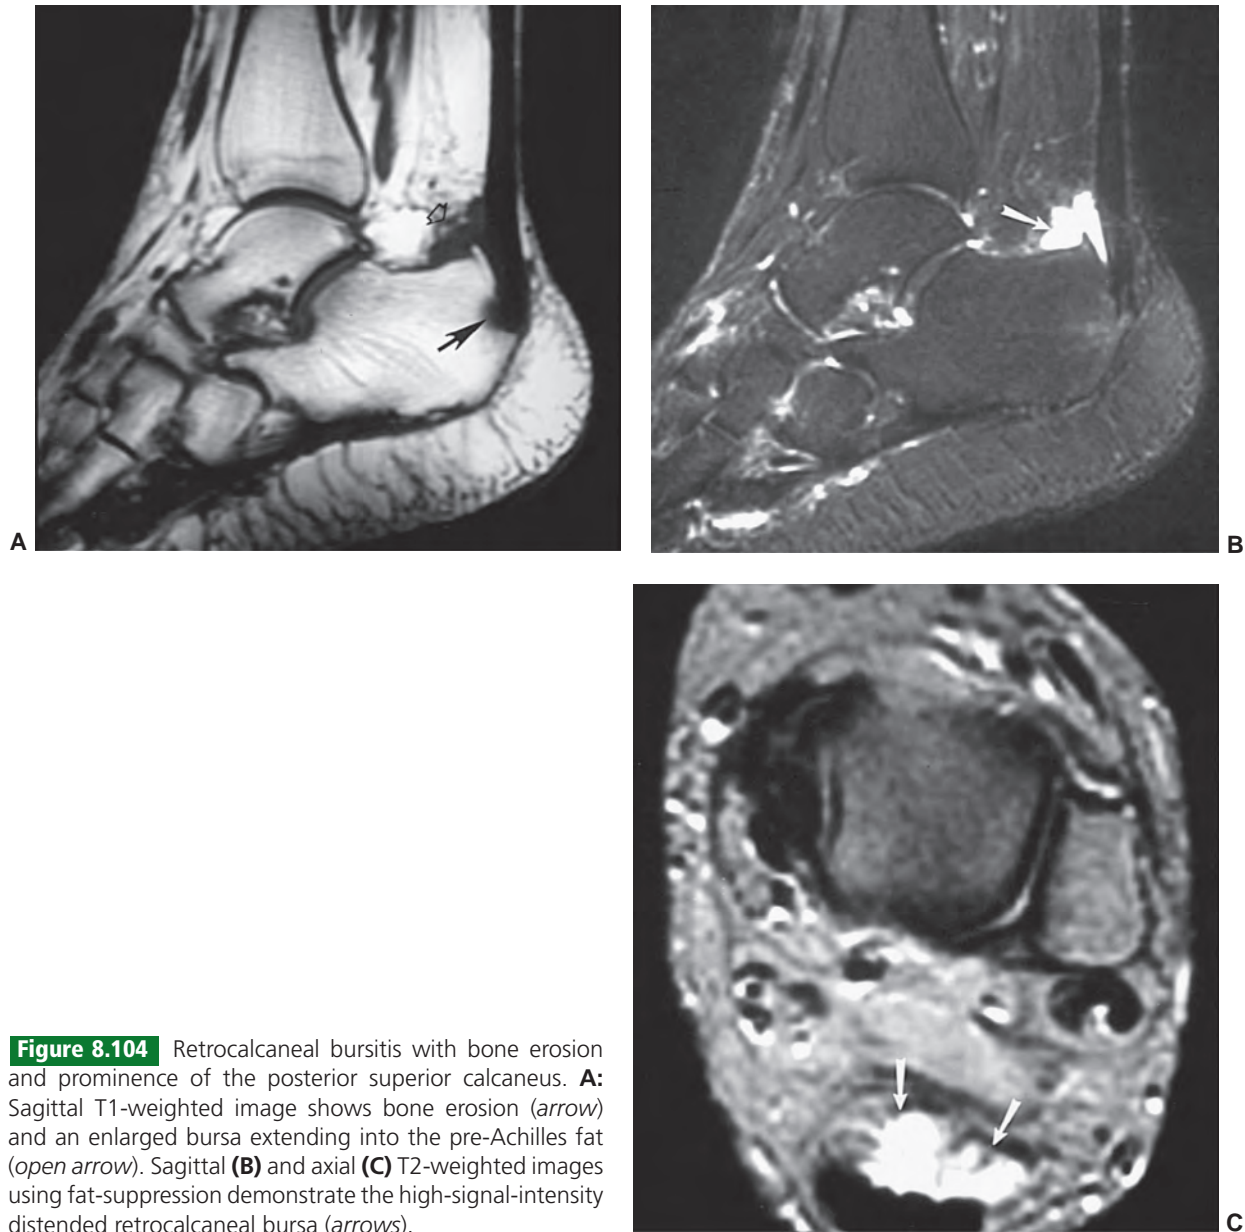 A
B
Figure 8.104 Retrocalcaneal bursitis with bone erosion
and prominence of the posterior superior calcaneus. A:
Sagittal T1-weighted image shows bone erosion (arrow)
and an enlarged bursa extending into the pre-Achilles fat
(open arrow). Sagittal (B) and axial (C) T2-weighted images
using fat-suppression demonstrate the high-signal-intensity
distended retrocalcaneal bursa (arrows).
C